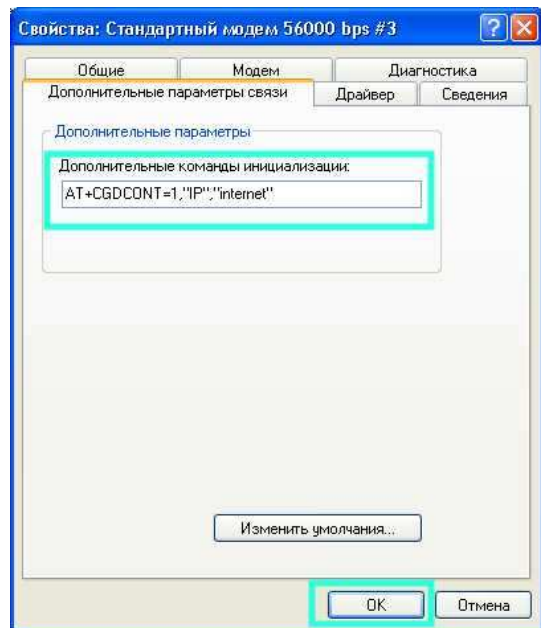 Свойства: Стандартный модем 56000 bps #3
Общие Модем Диагностика
Дополнительные параметры связи Драйвер Сведения
Дополнительные параметры
Дополнительные команды инициализации:
AT+CGDCONT=1,"IP","internet"
Изменить умолчания...
OK Отмена